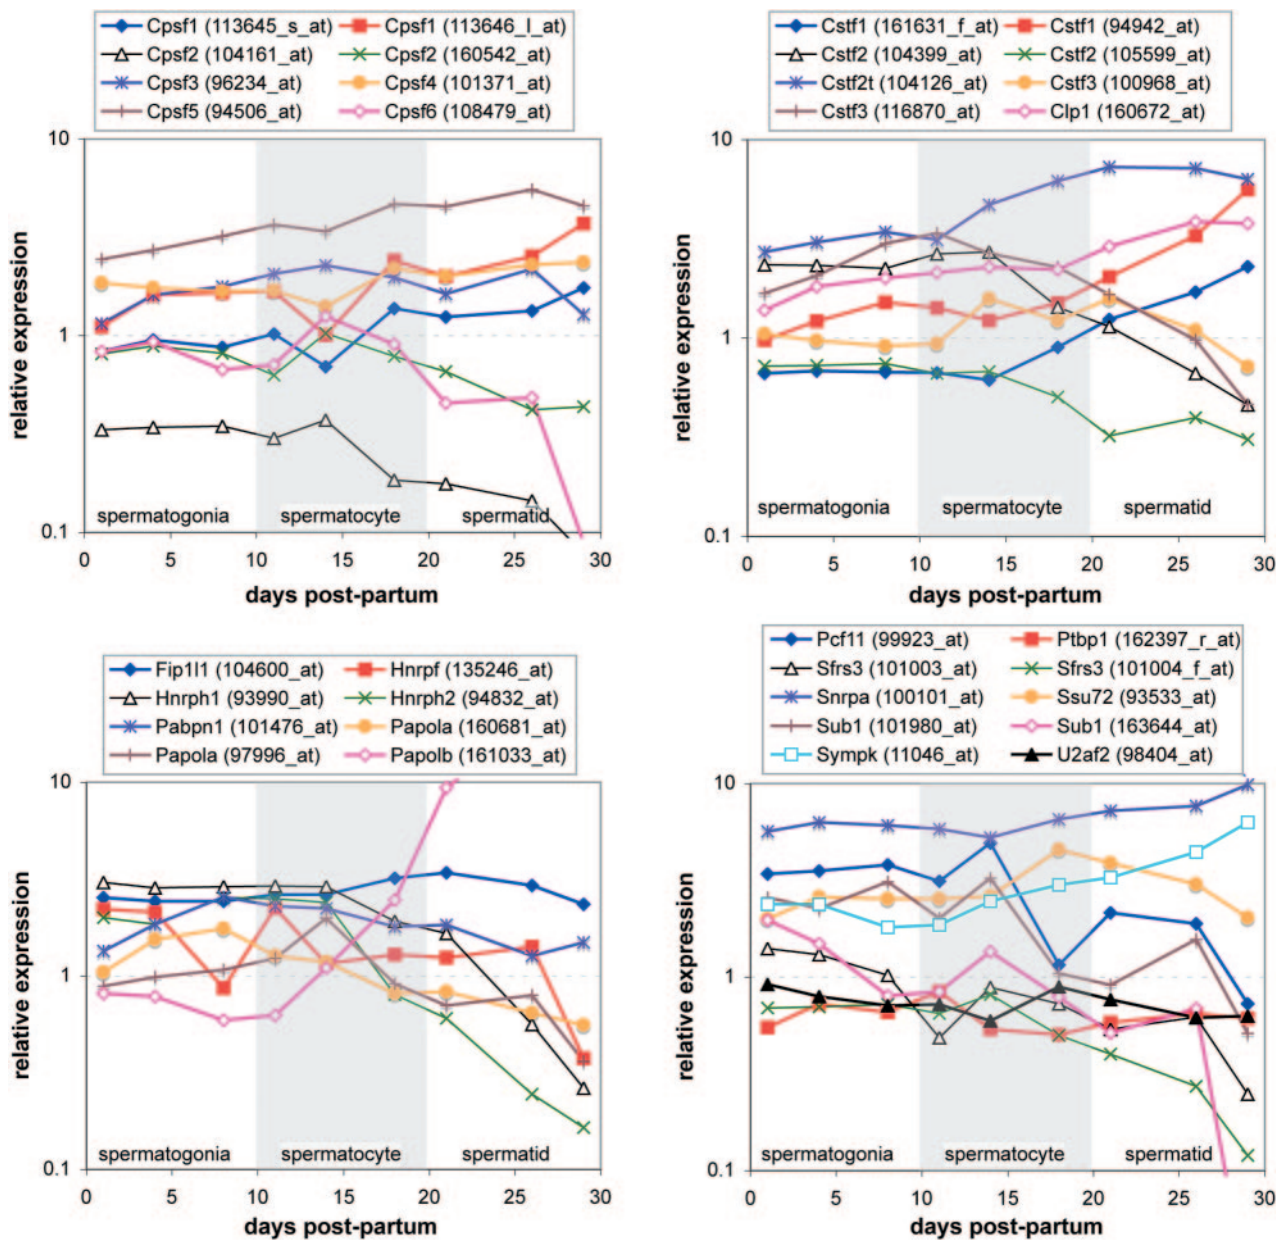 Cpsf1 (113645_s_at) Cpsf1 (113646_l_at)
Cpsf2 (104161_at) Cpsf2 (160542_at)
Cpsf3 (96234_at) Cpsf4 (101371_at)
Cpsf5 (94506_at) Cpsf6 (108479_at)
10
1
0.1
relative expression
spermatogonia spermatocyte spermatid
0 5 10 15 20 25 30
days post-partum
Cstf1 (161631_f_at) Cstf1 (94942_at)
Cstf2 (104399_at) Cstf2 (105599_at)
Cstf2t (104126_at) Cstf3 (100968_at)
Cstf3 (116870_at) Clp1 (160672_at)
10
1
0.1
relative expression
spermatogonia spermatocyte spermatid
0 5 10 15 20 25 30
days post-partum
Fip1l1 (104600_at) Hnrpf (135246_at)
Hnrph1 (93990_at) Hnrph2 (94832_at)
Pabpn1 (101476_at) Papola (160681_at)
Papola (97996_at) Papolb (161033_at)
10
1
0.1
relative expression
spermatogonia spermatocyte spermatid
0 5 10 15 20 25 30
days post-partum
Pcf11 (99923_at) Ptbp1 (162397_r_at)
Sfrs3 (101003_at) Sfrs3 (101004_f_at)
Snrpa (100101_at) Ssu72 (93533_at)
Sub1 (101980_at) Sub1 (163644_at)
Sympk (11046_at) U2af2 (98404_at)
10
1
0.1
relative expression
spermatogonia spermatocyte spermatid
0 5 10 15 20 25 30
days post-partum